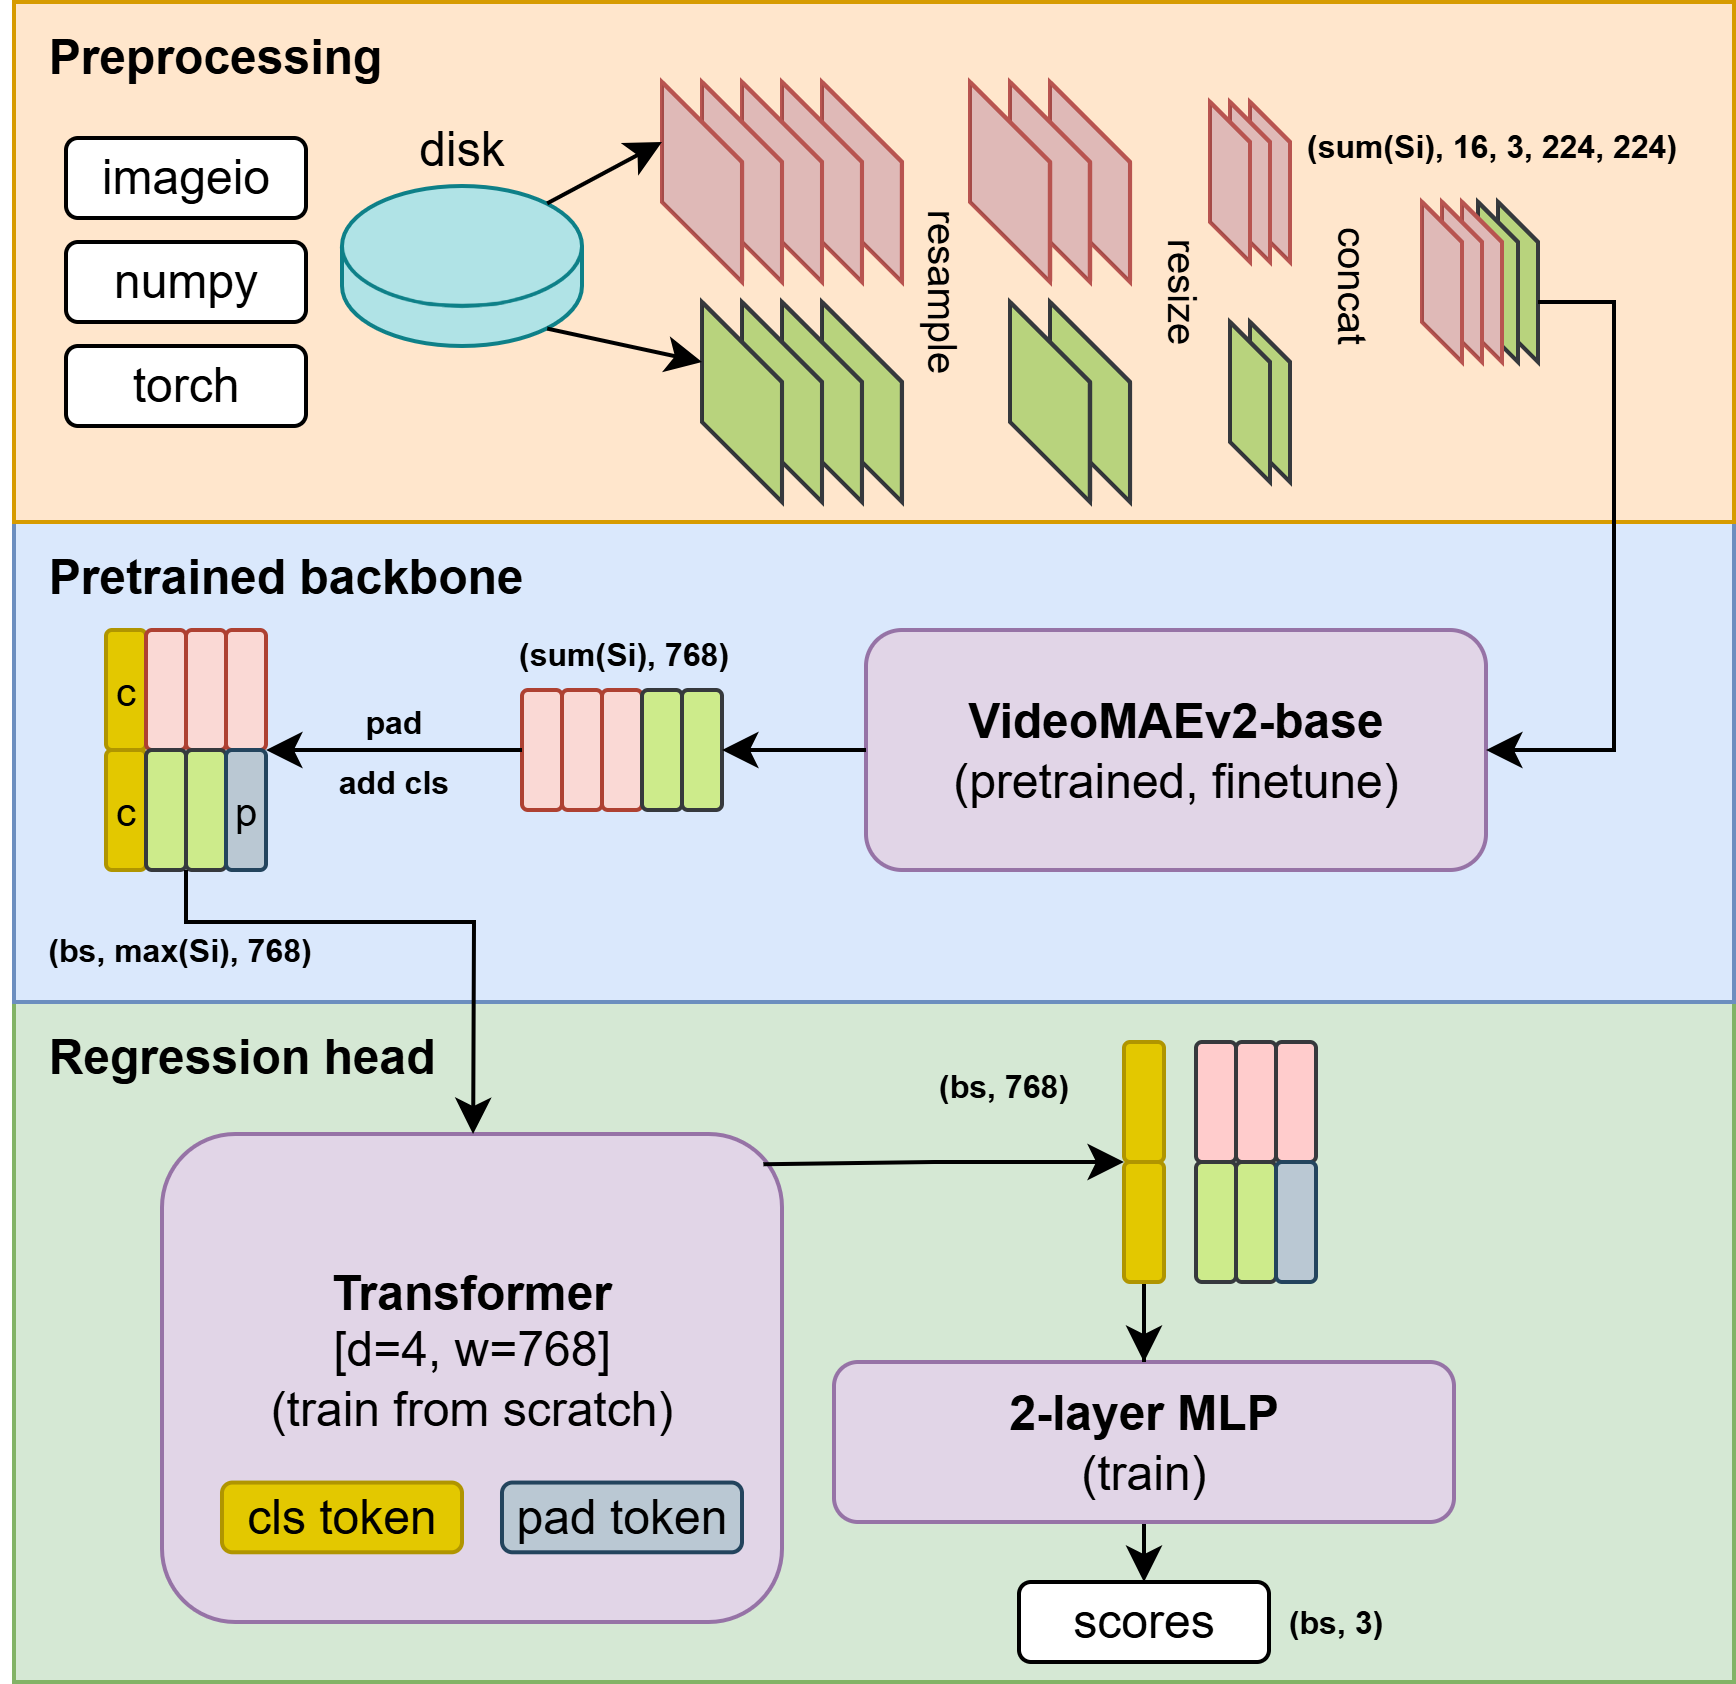 Preprocessing
imageio
numpy
torch
disk
resample
resize
concat
(sum(Si), 16, 3, 224, 224)
Pretrained backbone
c
c
p
pad
add cls
(sum(Si), 768)
VideoMAEv2-base
(pretrained, finetune)
(bs, max(Si), 768)
Regression head
Transformer
[d=4, w=768]
(train from scratch)
cls token
pad token
(bs, 768)
2-layer MLP
(train)
scores
(bs, 3)